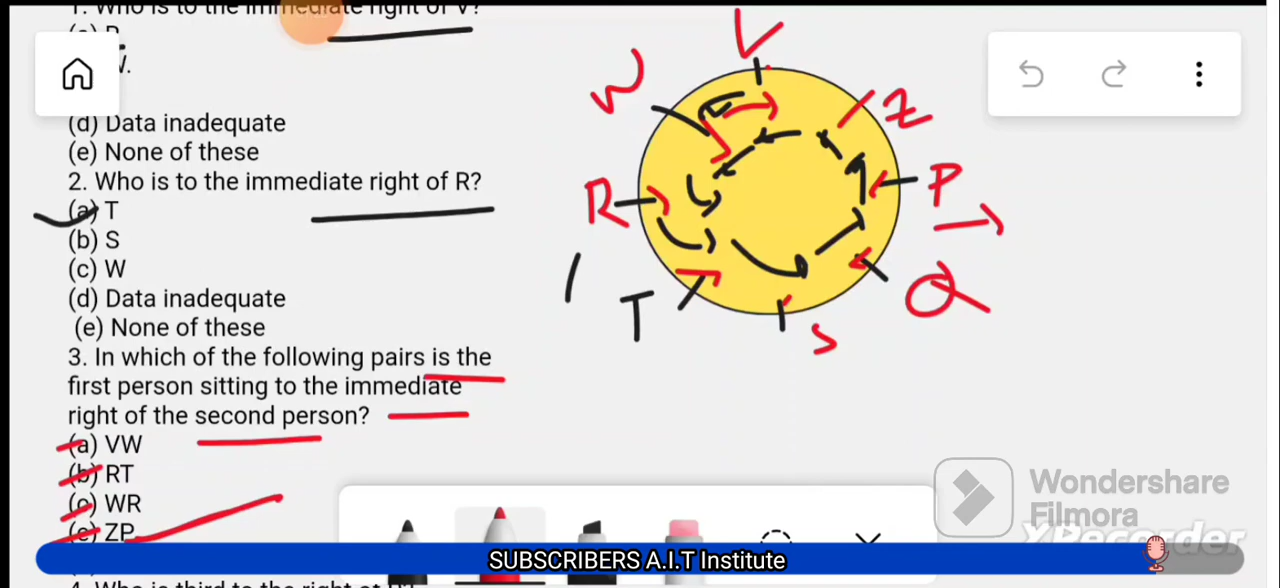 1. Who is to the immediate right of V?
W.
(d) Data inadequate
(e) None of these
2. Who is to the immediate right of R?
(a) T
(b) S
(c) W
(d) Data inadequate
(e) None of these
3. In which of the following pairs is the
first person sitting to the immediate
right of the second person?
(a) VW
(b) RT
(c) WR
(e) ZP
V
W
Z
R
P
Q
T
S
Wondershare
Filmora
XRecorder
SUBSCRIBERS A.I.T Institute